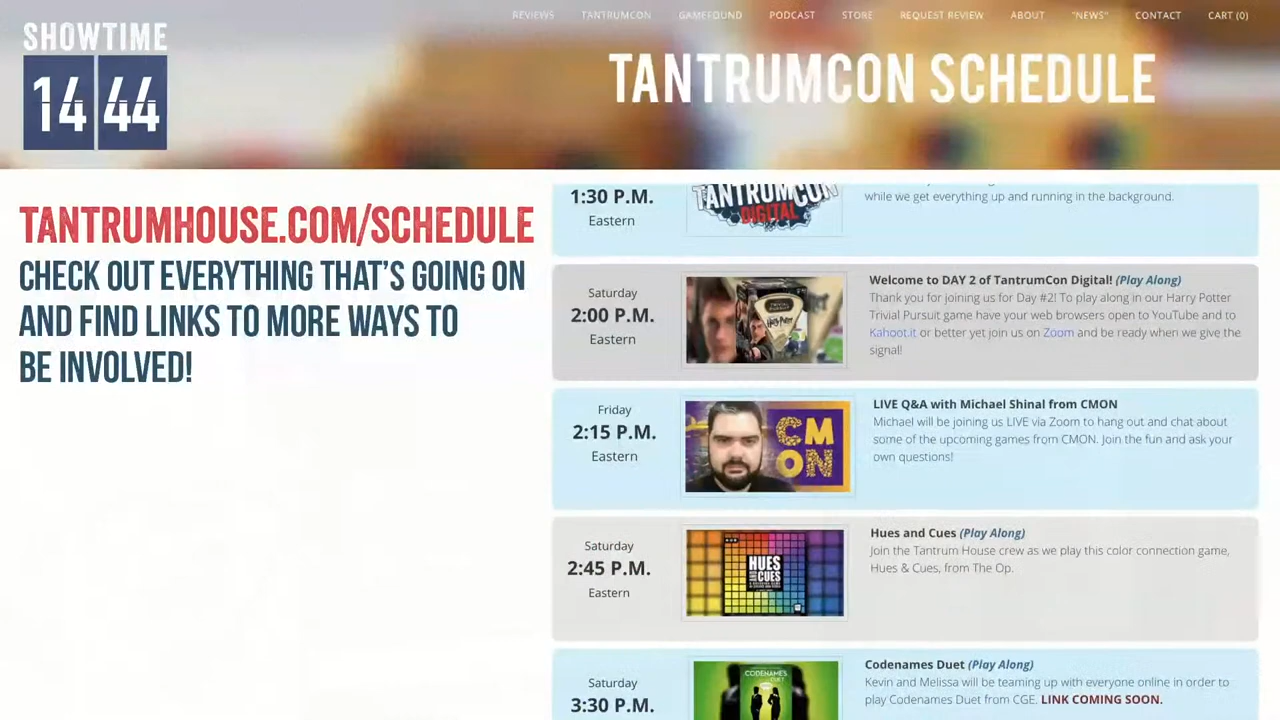 REVIEWS TANTRUMCON GAMEFOUND PODCAST STORE REQUEST REVIEW ABOUT "NEWS" CONTACT CART (0)
SHOWTIME
14 44
TANTRUMCON SCHEDULE
TANTRUMHOUSE.COM/SCHEDULE
CHECK OUT EVERYTHING THAT'S GOING ON
AND FIND LINKS TO MORE WAYS TO
BE INVOLVED!
1:30 P.M.
Eastern
TANTRUMCON
DIGITAL
while we get everything up and running in the background.
Saturday
2:00 P.M.
Eastern
Welcome to DAY 2 of TantrumCon Digital! (Play Along)
Thank you for joining us for Day #2! To play along in our Harry Potter
Trivial Pursuit game have your web browsers open to YouTube and to
Kahoot.it or better yet join us on Zoom and be ready when we give the
signal!
Friday
2:15 P.M.
Eastern
CM
ON
LIVE Q&A with Michael Shinal from CMON
Michael will be joining us LIVE via Zoom to hang out and chat about
some of the upcoming games from CMON. Join the fun and ask your
own questions!
Saturday
2:45 P.M.
Eastern
HUES
AND
CUES
Hues and Cues (Play Along)
Join the Tantrum House crew as we play this color connection game,
Hues & Cues, from The Op.
Saturday
3:30 P.M.
CODENAMES
DUET
Codenames Duet (Play Along)
Kevin and Melissa will be teaming up with everyone online in order to
play Codenames Duet from CGE. LINK COMING SOON.